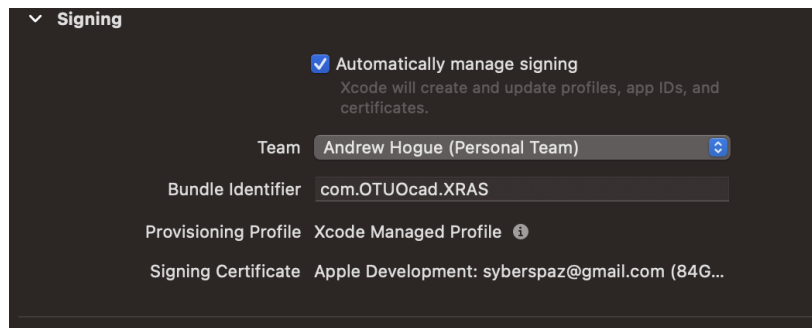 Signing
Automatically manage signing
Xcode will create and update profiles, app IDs, and
certificates.
Team Andrew Hogue (Personal Team)
Bundle Identifier com.OTUOcad.XRAS
Provisioning Profile Xcode Managed Profile
Signing Certificate Apple Development: syberspaz@gmail.com (84G...